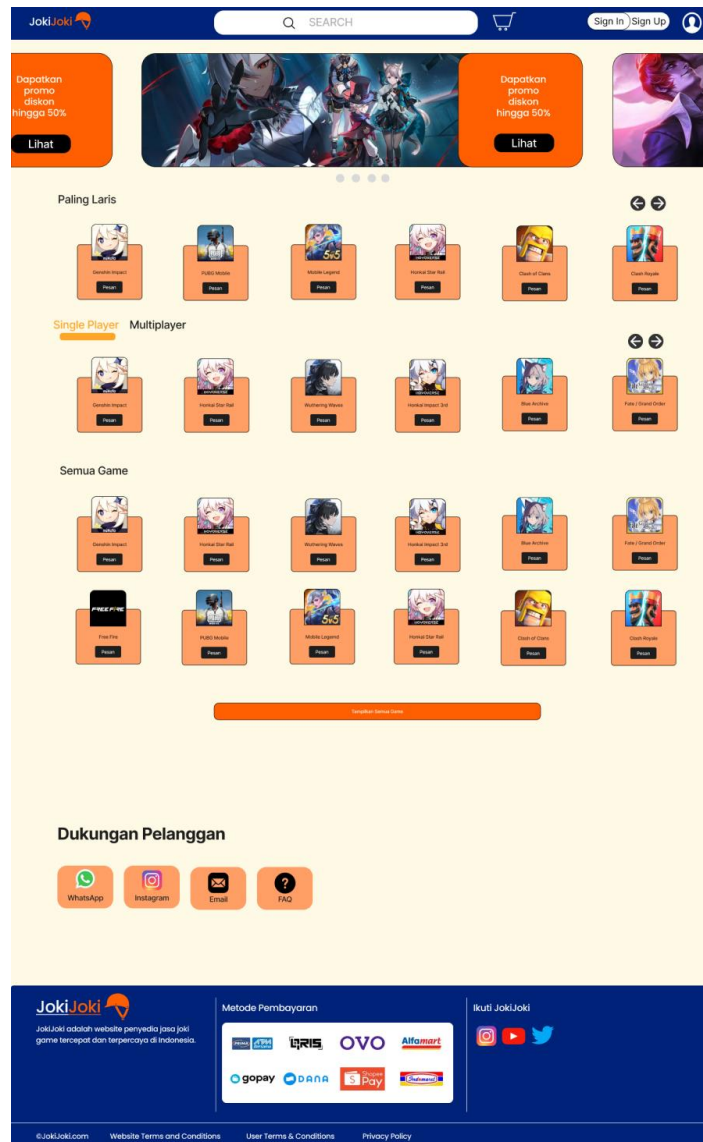 JokiJoki
SEARCH
Sign In
Sign Up
Dapatkan
promo
diskon
hingga 50%
Lihat
Dapatkan
promo
diskon
hingga 50%
Lihat
Paling Laris
Genshin Impact
PUBG Mobile
Mobile Legend
Honkai Star Rail
Clash of Clans
Clash Royale
Pesan
Pesan
Pesan
Pesan
Pesan
Pesan
Single Player
Multiplayer
Genshin Impact
Honkai Star Rail
Wuthering Waves
Honkai Impact 3rd
Blue Archive
Fate / Grand Order
Pesan
Pesan
Pesan
Pesan
Pesan
Pesan
Semua Game
Genshin Impact
Honkai Star Rail
Wuthering Waves
Honkai Impact 3rd
Blue Archive
Fate / Grand Order
Pesan
Pesan
Pesan
Pesan
Pesan
Pesan
FREE FIRE
5v5
Free Fire
PUBG Mobile
Mobile Legend
Honkai Star Rail
Clash of Clans
Clash Royale
Pesan
Pesan
Pesan
Pesan
Pesan
Pesan
Tampilkan Semua Game
Dukungan Pelanggan
WhatsApp
Instagram
Email
FAQ
JokiJoki
JokiJoki adalah website penyedia jasa joki
game tercepat dan terpercaya di Indonesia.
Metode Pembayaran
QRIS
OVO
Alfamart
gopay
DANA
Shopee
Pay
Indomaret
Ikuti JokiJoki
©JokiJoki.com
Website Terms and Conditions
User Terms & Conditions
Privacy Policy